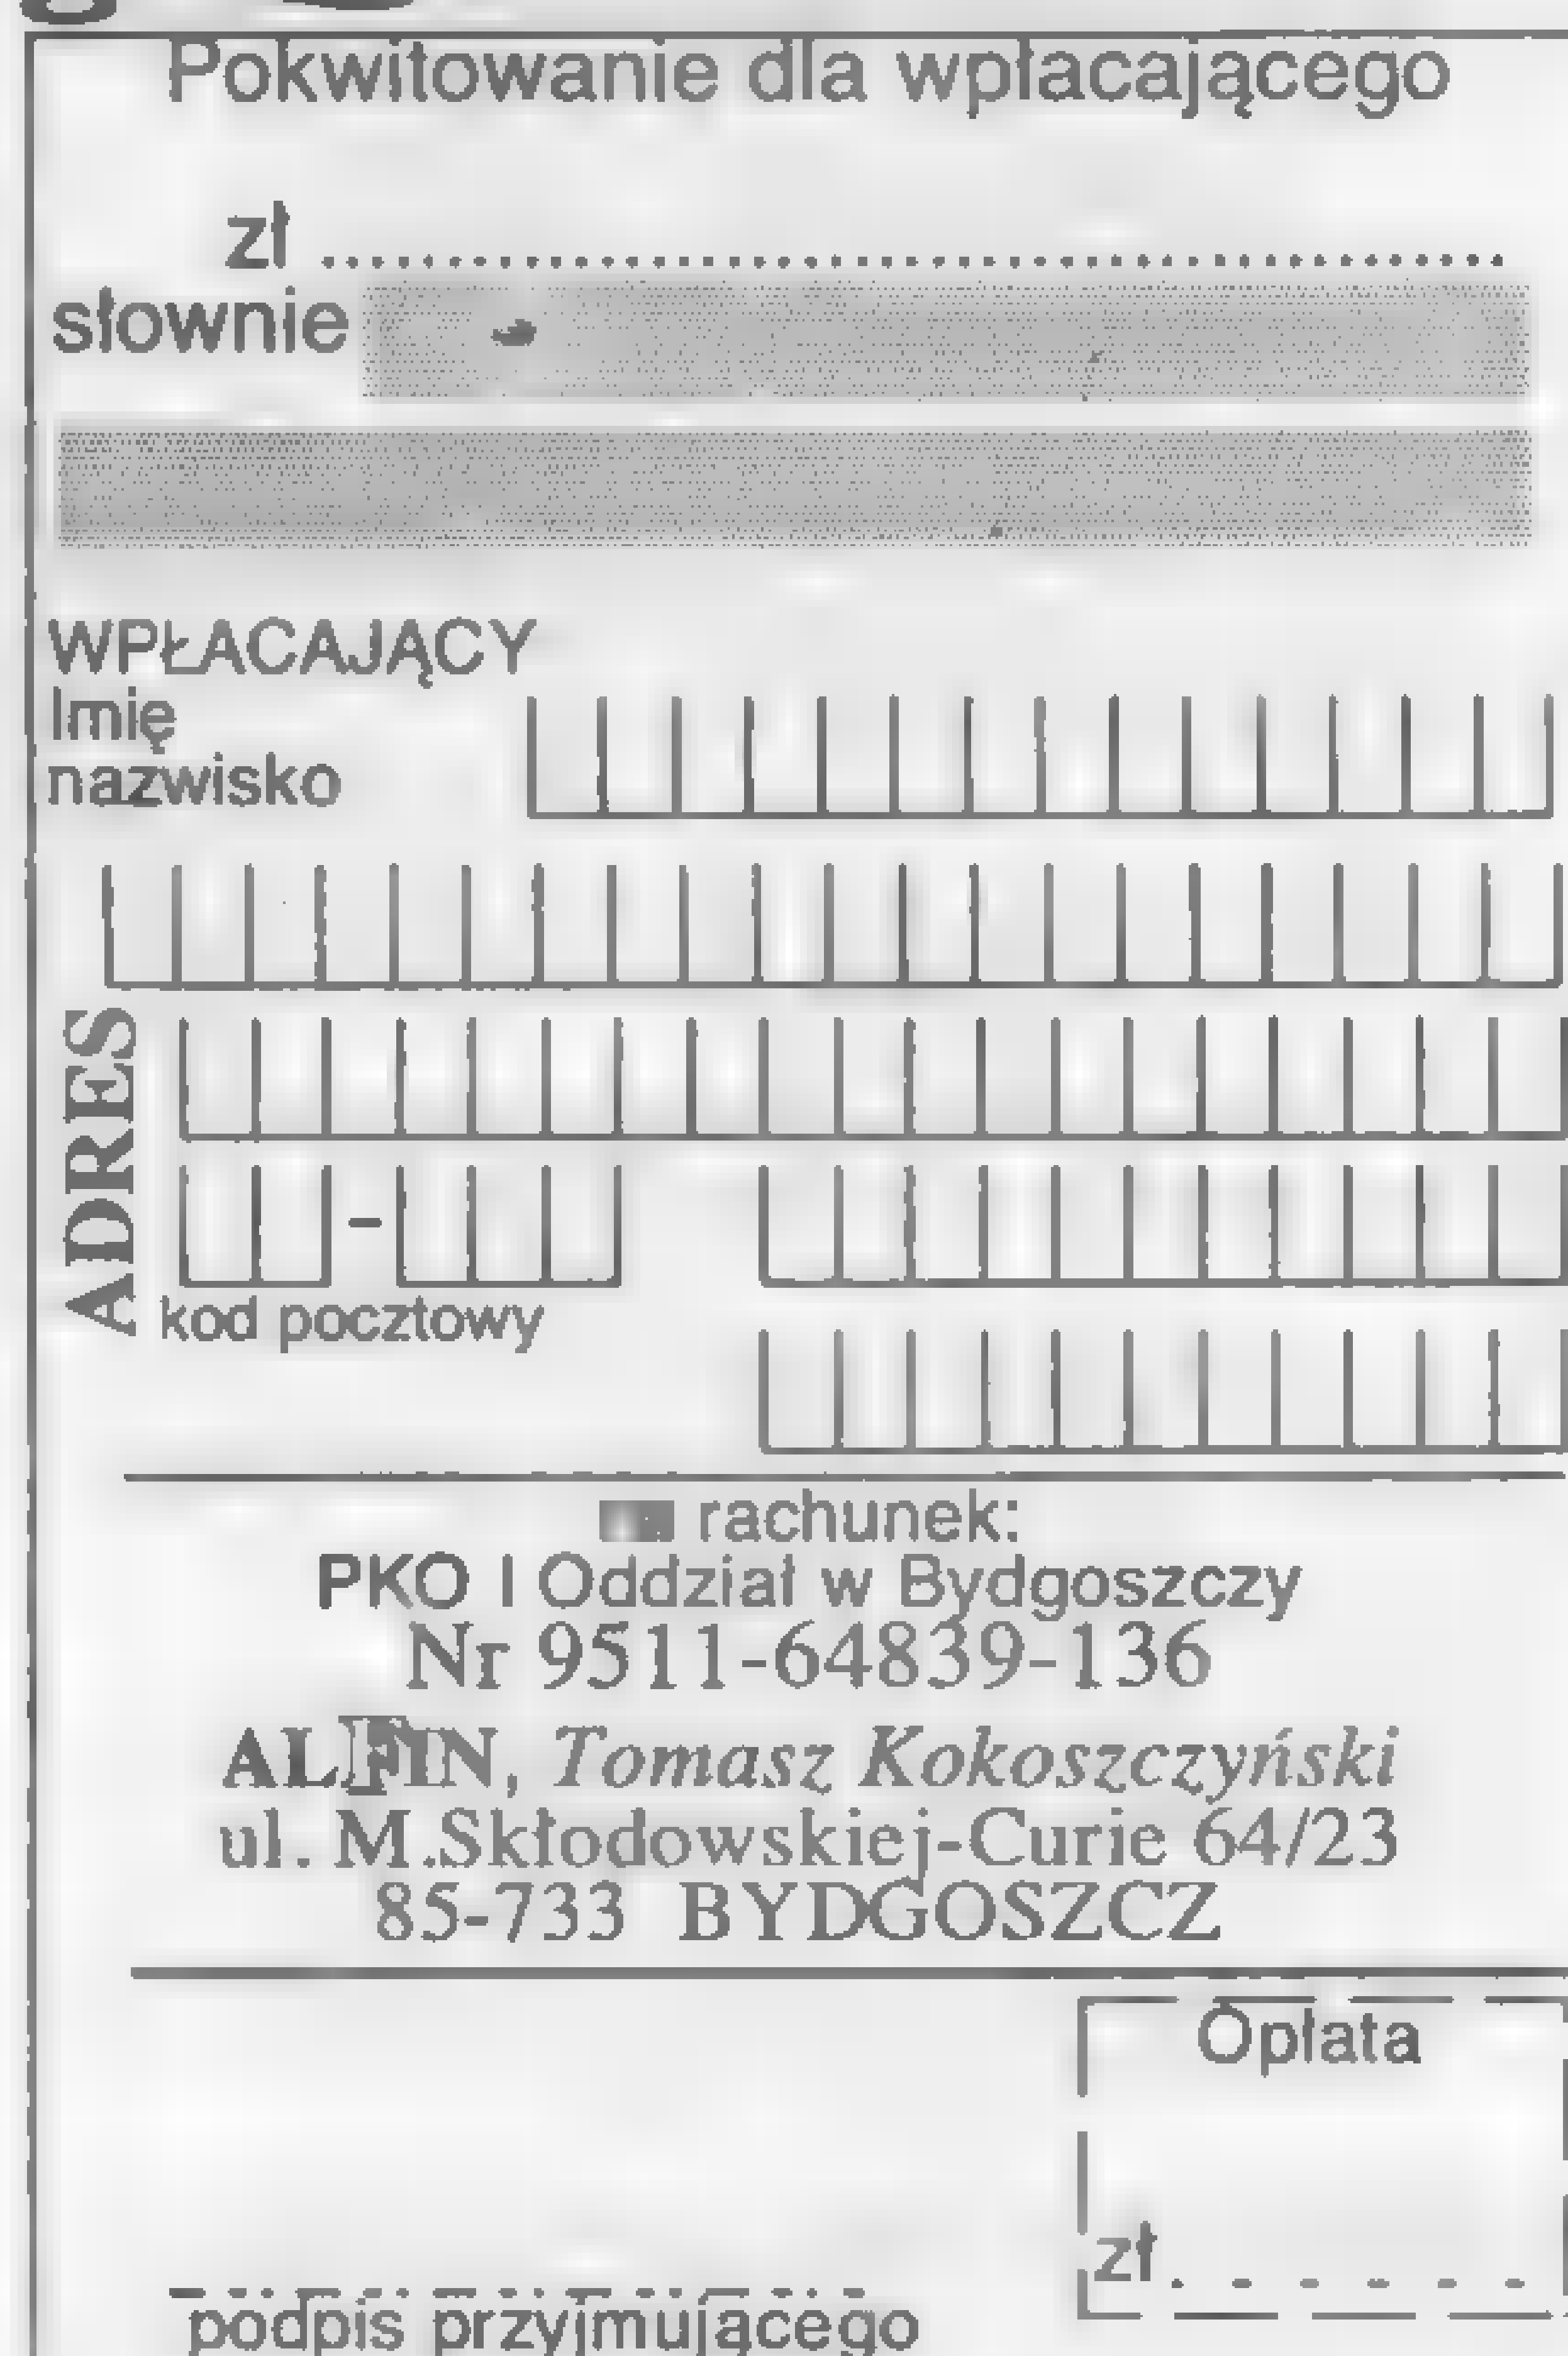 Pokwitowanie dla wpłacającego
zł
słownie
WPŁACAJĄCY
Imię
nazwisko
ADRES
-
kod pocztowy
rachunek:
PKO I Oddział w Bydgoszczy
Nr 9511-64839-136
ALFIN, Tomasz Kokoszczyński
ul. M.Skłodowskiej-Curie 64/23
85-733 BYDGOSZCZ
Opłata
zł
podpis przyjmującego